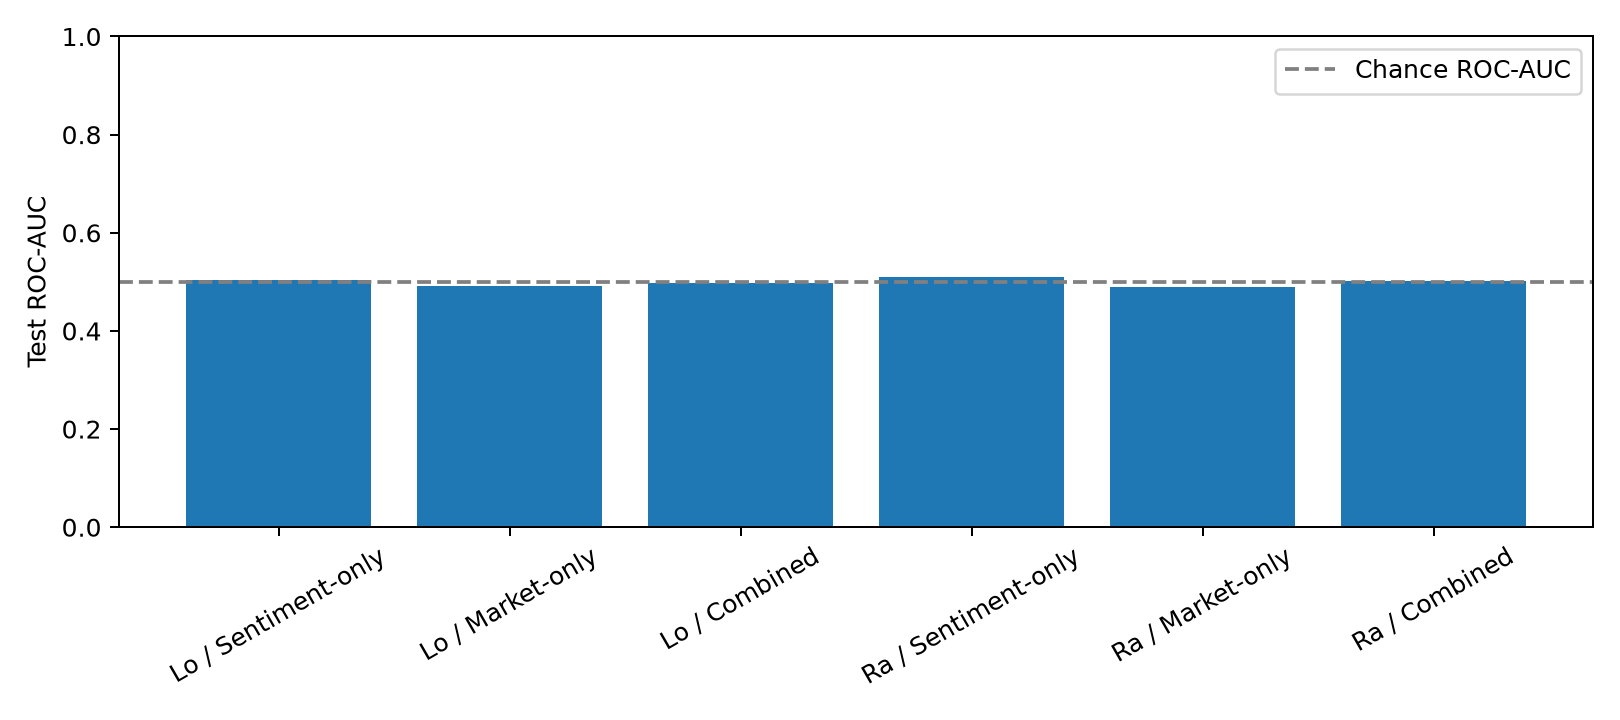 1.0
0.8
0.6
0.4
0.2
0.0
Test ROC-AUC
Chance ROC-AUC
Lo / Sentiment-only
Lo / Market-only
Lo / Combined
Ra / Sentiment-only
Ra / Market-only
Ra / Combined